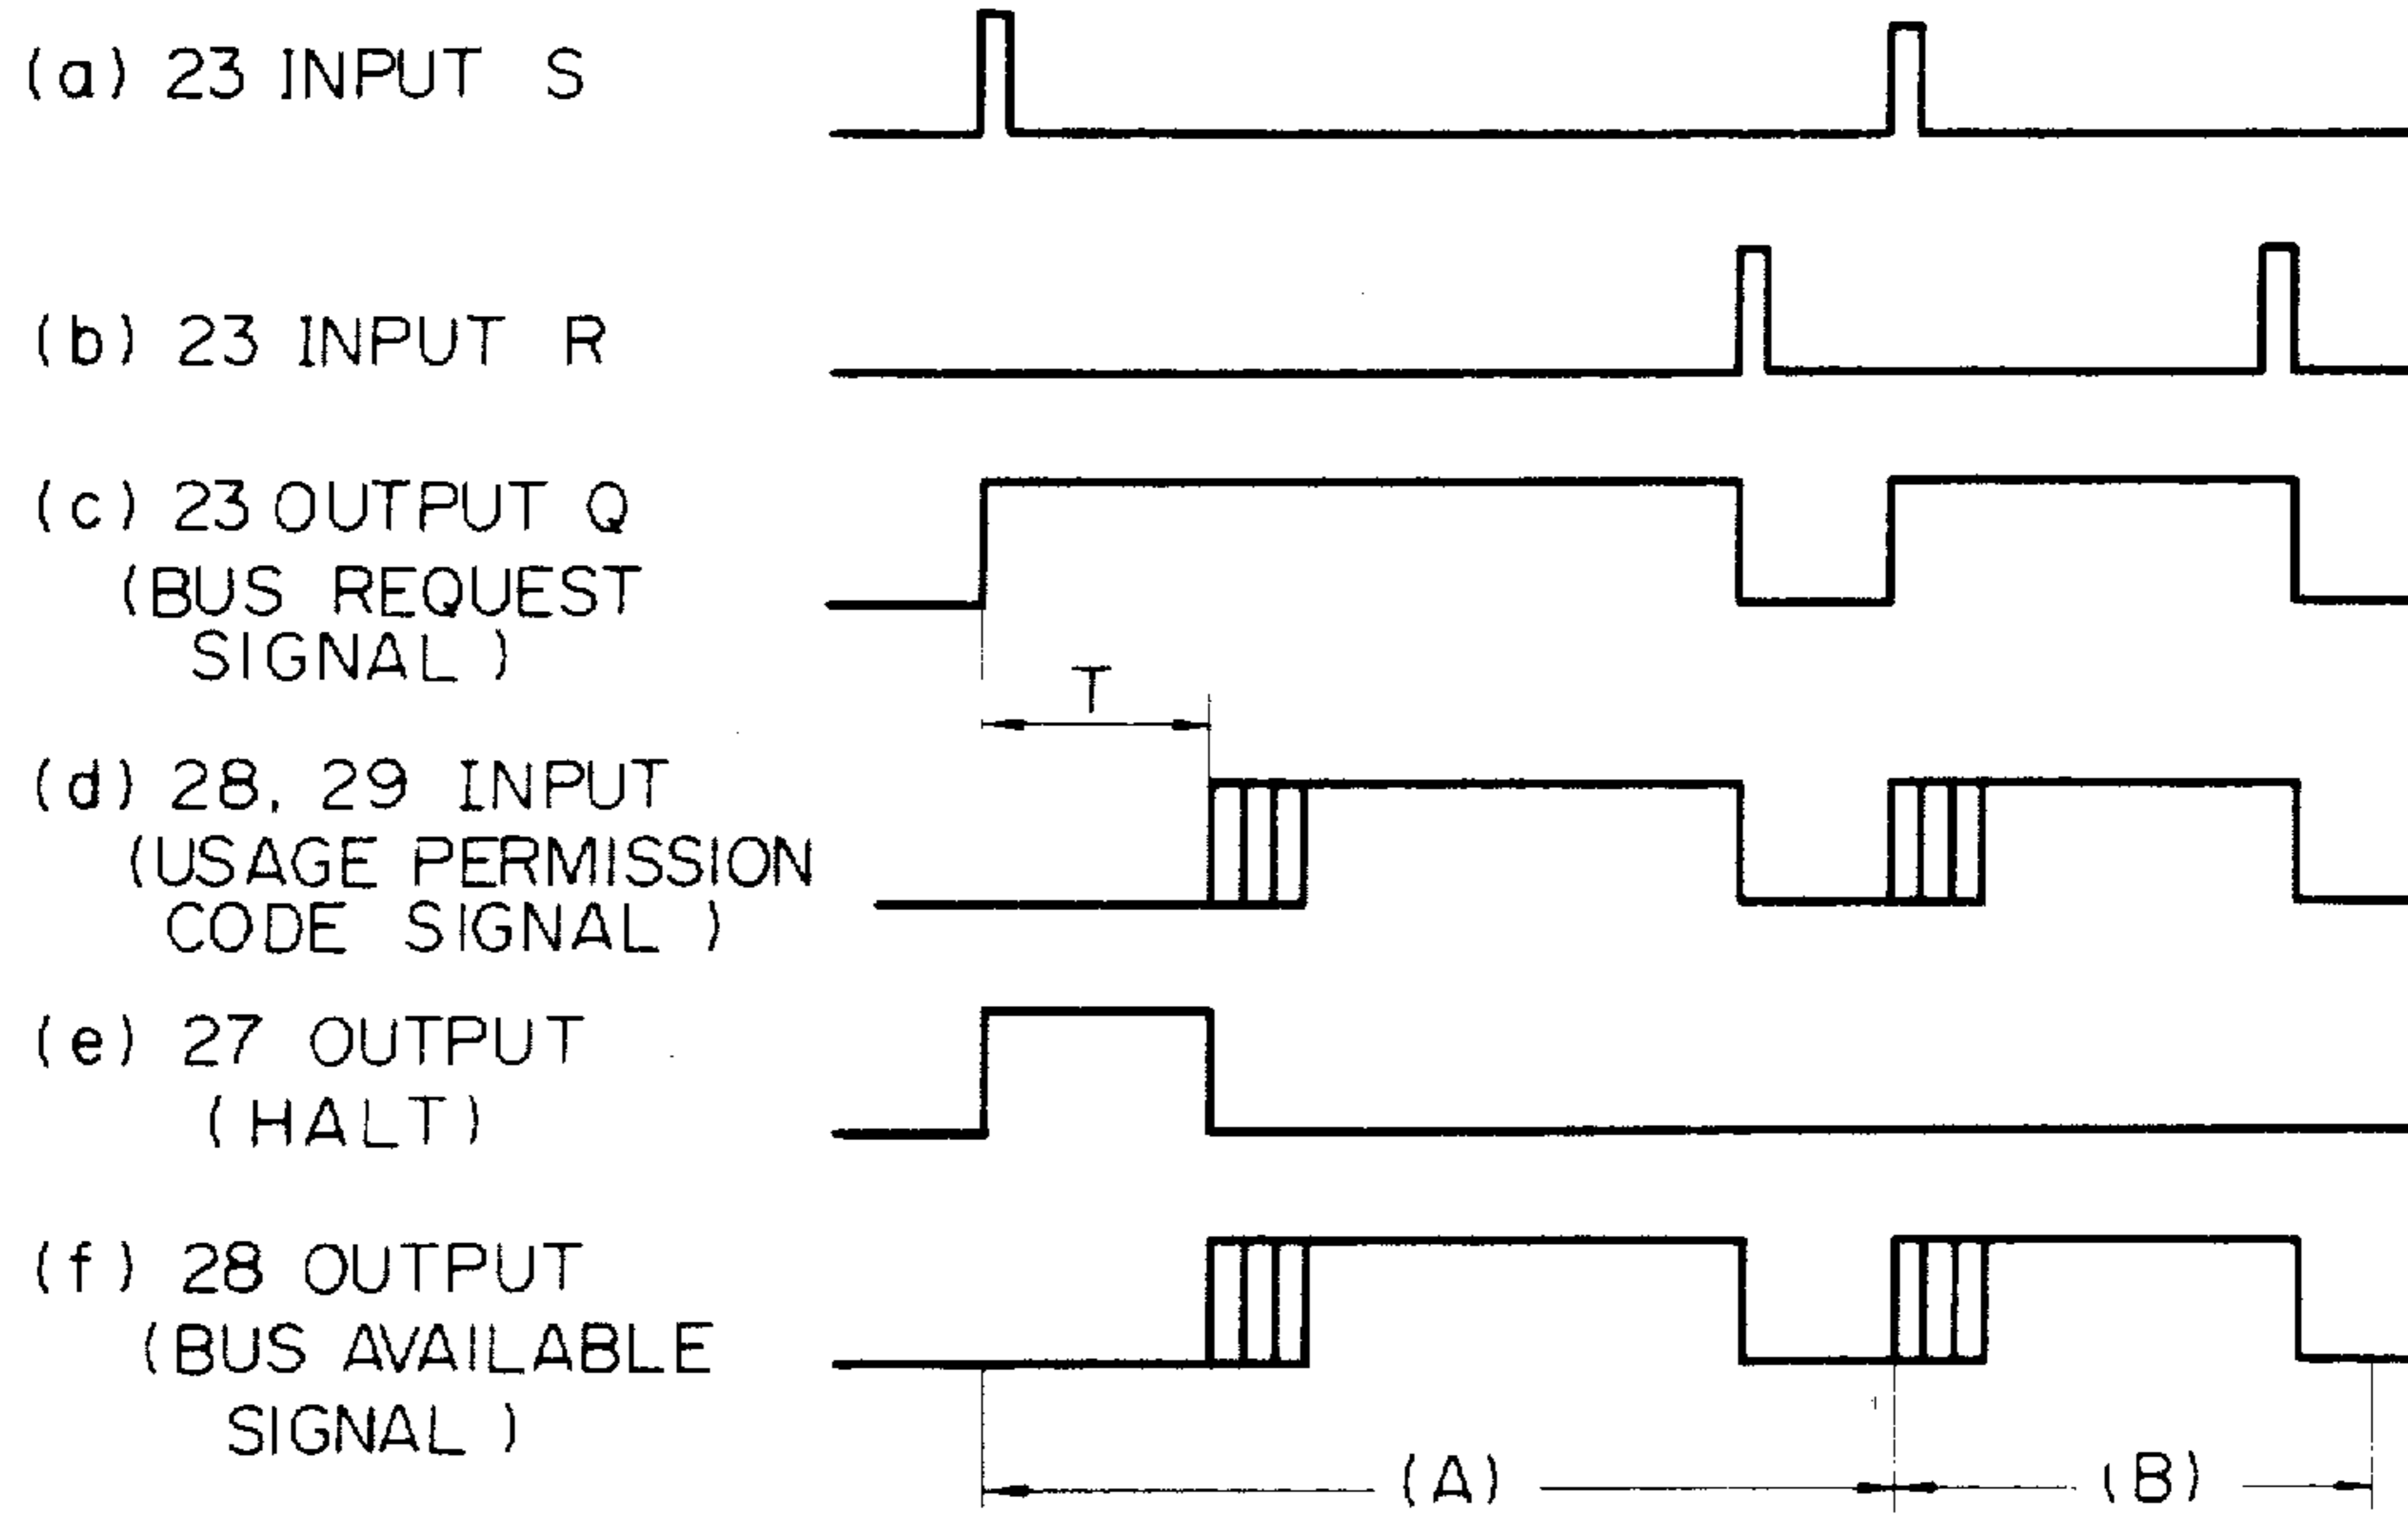 (a) 23 INPUT S
(b) 23 INPUT R
(c) 23 OUTPUT Q
(BUS REQUEST
SIGNAL)
T
(d) 28, 29 INPUT
(USAGE PERMISSION
CODE SIGNAL)
(e) 27 OUTPUT
(HALT)
(f) 28 OUTPUT
(BUS AVAILABLE
SIGNAL)
(A)
(B)